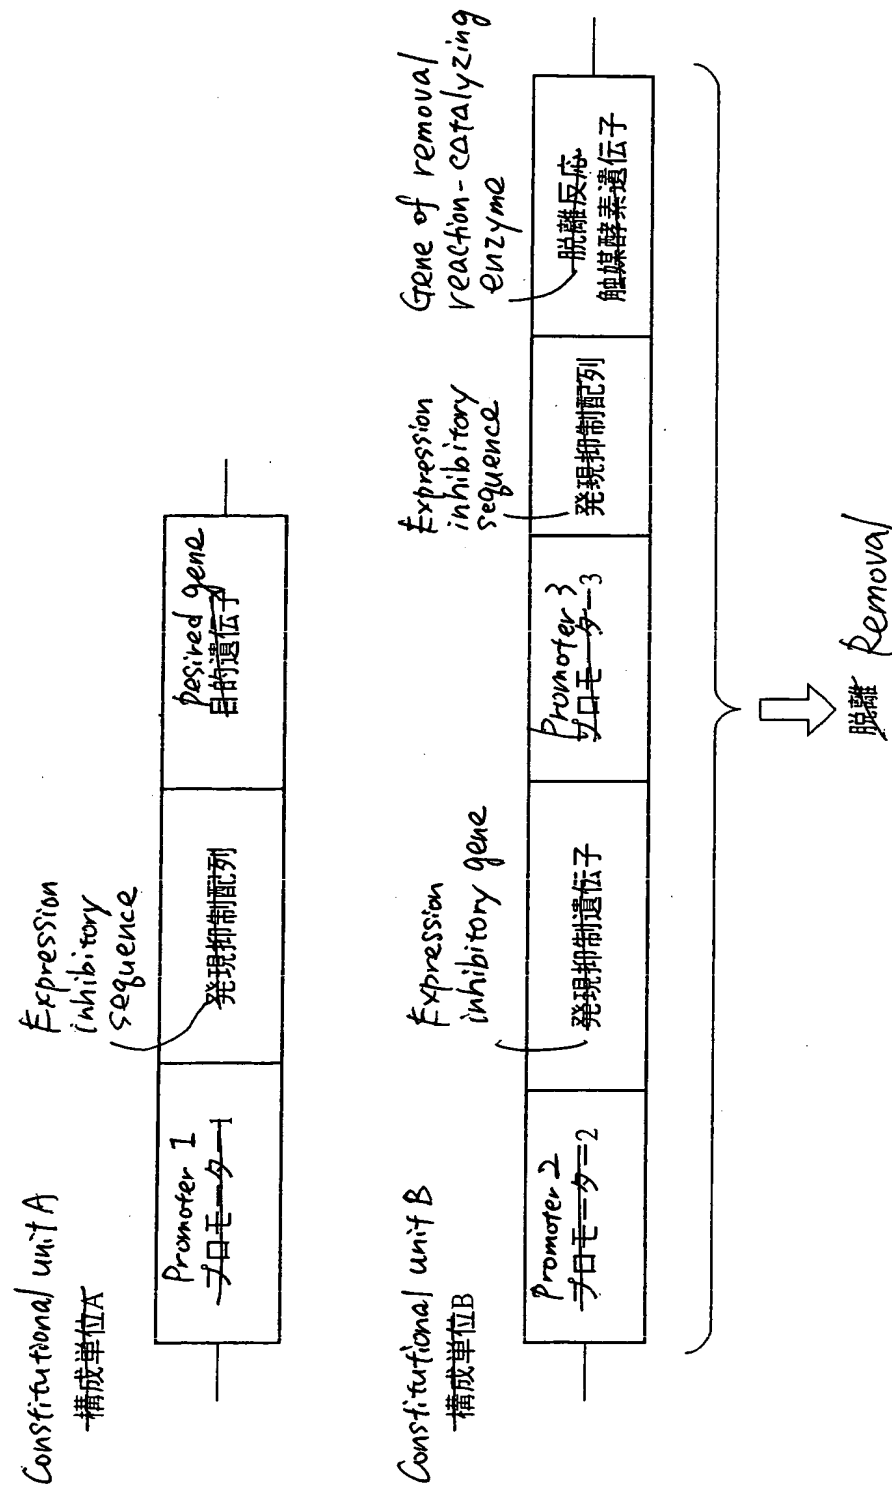 Constitutional unit A
構成単位A
Promoter 1
プロモーター1
Expression
inhibitory
sequence
発現抑制配列
Desired gene
目的遺伝子
Constitutional unit B
構成単位B
Promoter 2
プロモーター2
Expression
inhibitory gene
発現抑制遺伝子
Promoter 3
プロモーター3
Expression
inhibitory
sequence
発現抑制配列
Gene of removal
reaction-catalyzing
enzyme
脱離反応
触媒酵素遺伝子
脱離 Removal